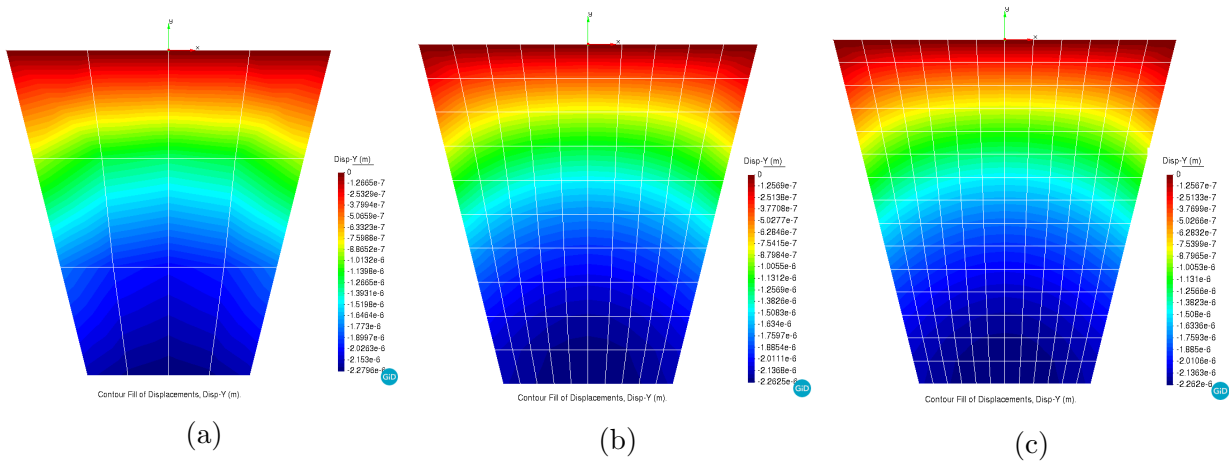 y
x
Disp-Y (m)
0
-1.2665e-7
-2.5329e-7
-3.7994e-7
-5.0659e-7
-6.3323e-7
-7.5988e-7
-8.8652e-7
-1.0132e-6
-1.1398e-6
-1.2665e-6
-1.3931e-6
-1.5198e-6
-1.6464e-6
-1.773e-6
-1.8997e-6
-2.0263e-6
-2.153e-6
-2.2796e-6
GiD
Contour Fill of Displacements, Disp-Y (m).
(a)
y
x
Disp-Y (m)
0
-1.2569e-7
-2.5138e-7
-3.7708e-7
-5.0277e-7
-6.2846e-7
-7.5415e-7
-8.7984e-7
-1.0055e-6
-1.1312e-6
-1.2569e-6
-1.3826e-6
-1.5083e-6
-1.634e-6
-1.7597e-6
-1.8854e-6
-2.0111e-6
-2.1368e-6
-2.2625e-6
GiD
Contour Fill of Displacements, Disp-Y (m).
(b)
y
x
Disp-Y (m)
0
-1.2567e-7
-2.5133e-7
-3.7699e-7
-5.0266e-7
-6.2832e-7
-7.5399e-7
-8.7965e-7
-1.0053e-6
-1.131e-6
-1.2566e-6
-1.3823e-6
-1.508e-6
-1.6336e-6
-1.7593e-6
-1.885e-6
-2.0106e-6
-2.1363e-6
-2.262e-6
GiD
Contour Fill of Displacements, Disp-Y (m).
(c)